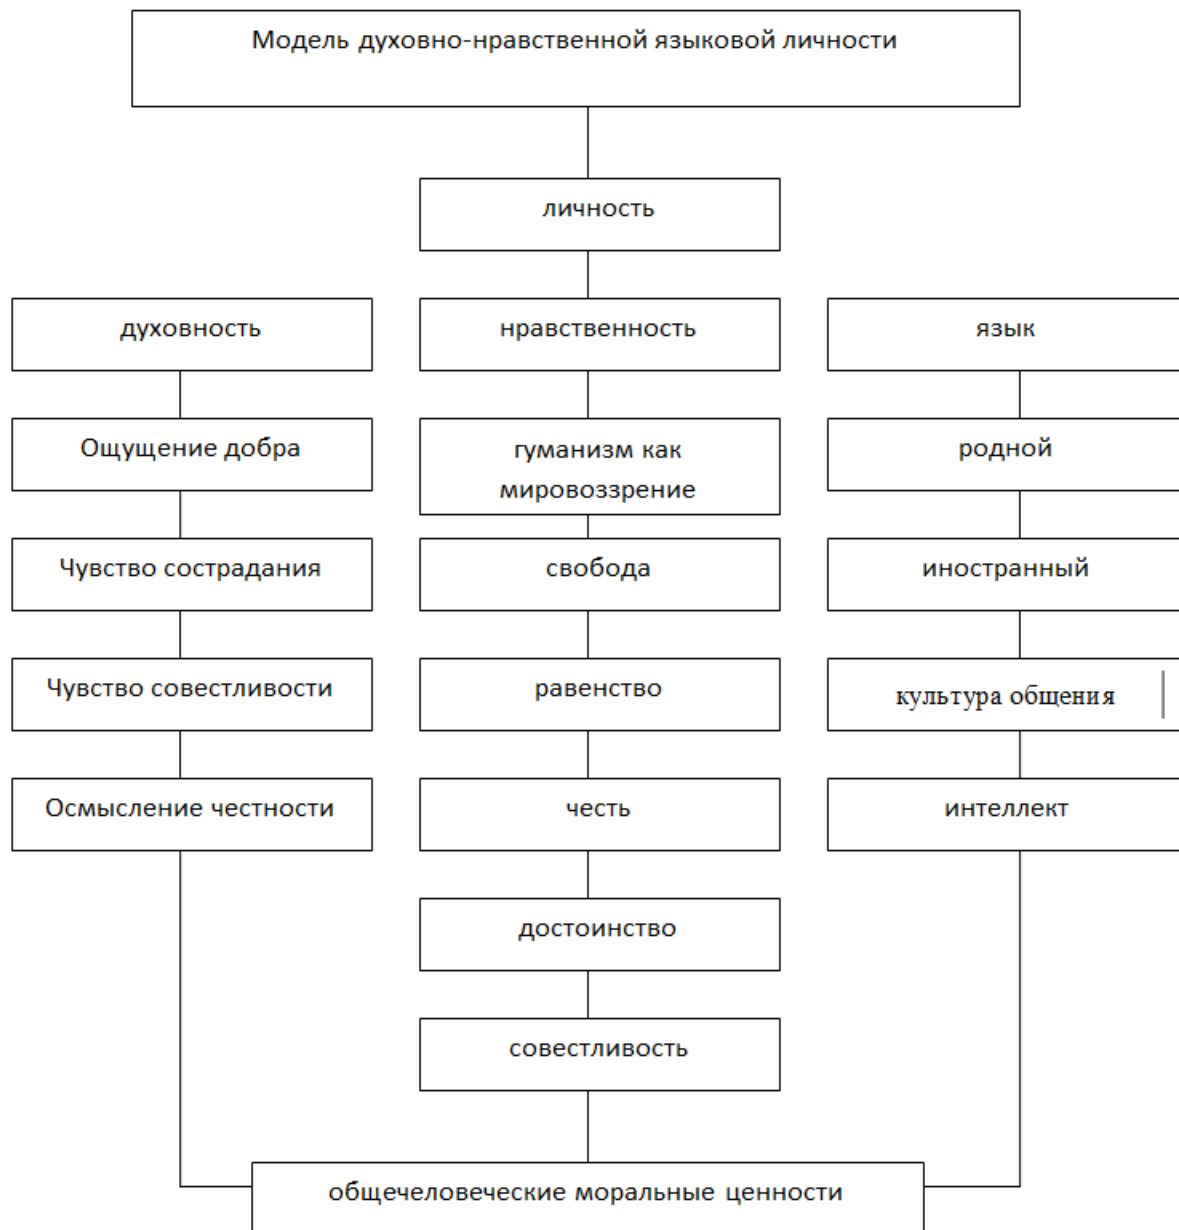 Модель духовно-нравственной языковой личности
личность
духовность
нравственность
язык
Ощущение добра
гуманизм как
мировоззрение
родной
Чувство сострадания
свобода
иностранный
Чувство совестливости
равенство
культура общения
Осмысление честности
честь
интеллект
достоинство
совестливость
общечеловеческие моральные ценности